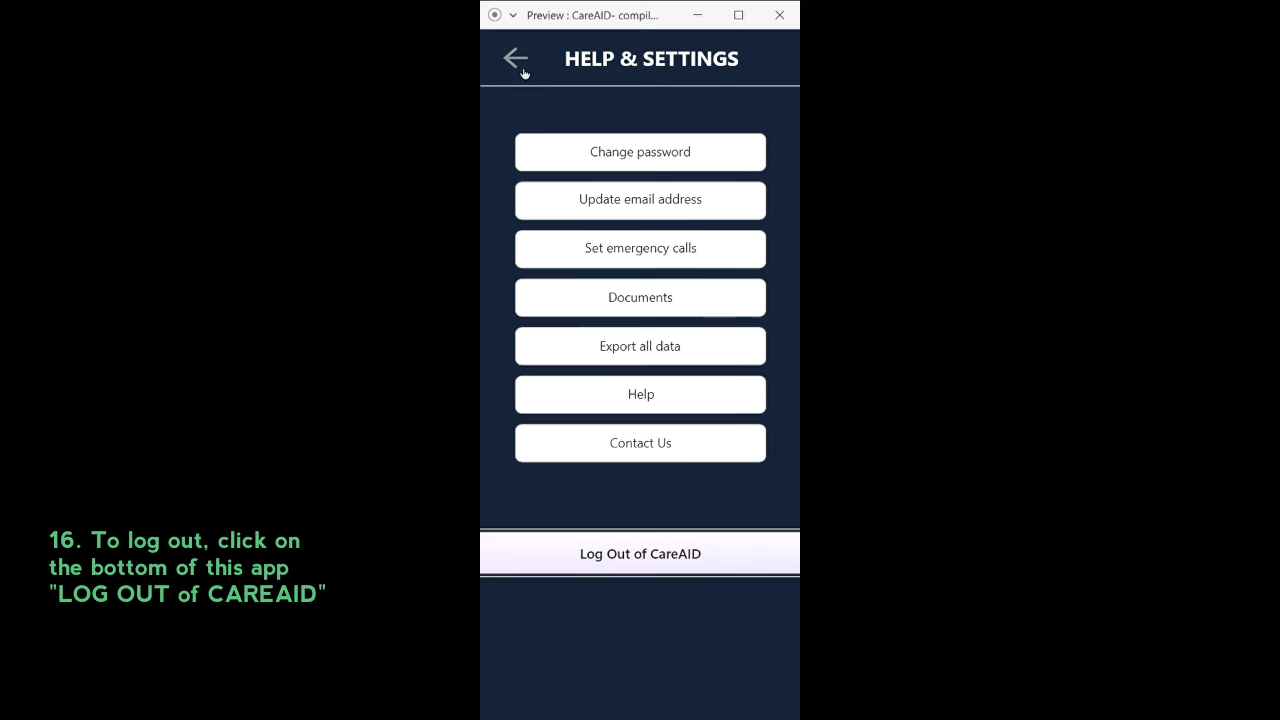 Preview : CareAID- compil...
HELP & SETTINGS
Change password
Update email address
Set emergency calls
Documents
Export all data
Help
Contact Us
Log Out of CareAID
16. To log out, click on
the bottom of this app
"LOG OUT of CAREAID"